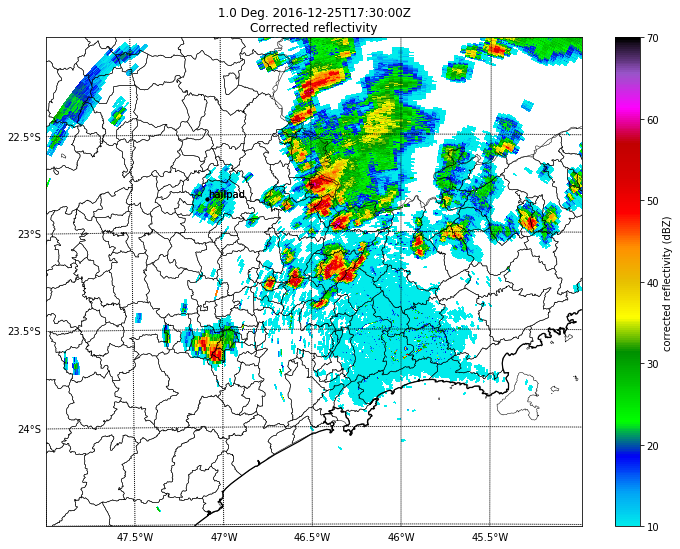 1.0 Deg. 2016-12-25T17:30:00Z
Corrected reflectivity
70
60
50
40
30
20
10
corrected reflectivity (dBZ)
22.5°S
23°S
23.5°S
24°S
hailpad
47.5°W
47°W
46.5°W
46°W
45.5°W